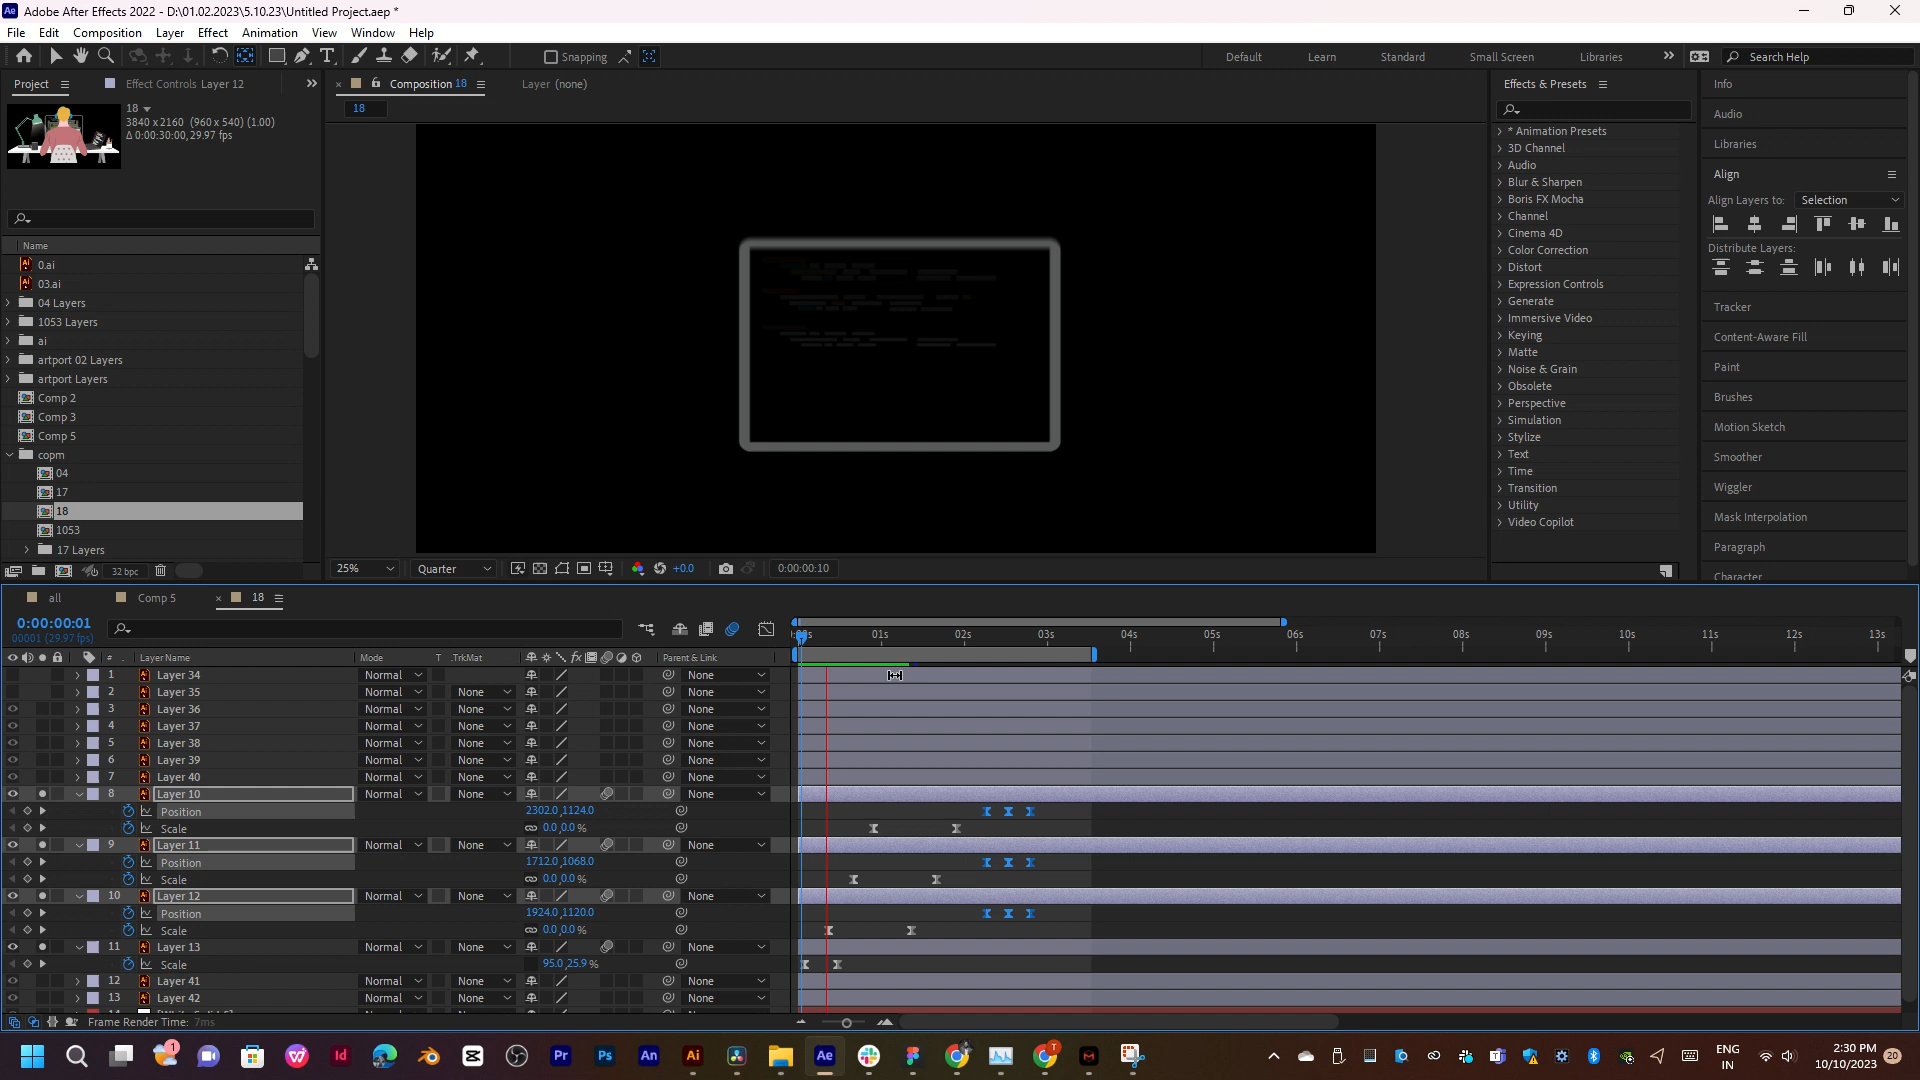 Adobe After Effects 2022 - D:\01.02.2023\5.10.23\Untitled Project.aep *
File Edit Composition Layer Effect Animation View Window Help
Snapping
Default Learn Standard Small Screen Libraries Search Help
Project Effect Controls Layer 12
18
3840 x 2160 (960 x 540) (1.00)
Δ 0:00:30:00, 29.97 fps
Name
0.ai
03.ai
04 Layers
1053 Layers
ai
artport 02 Layers
artport Layers
Comp 2
Comp 3
Comp 5
copm
04
17
18
1053
17 Layers
32 bpc
Composition 18 Layer (none)
18
25% Quarter +0.0 0:00:00:10
Effects & Presets
* Animation Presets
3D Channel
Audio
Blur & Sharpen
Boris FX Mocha
Channel
Cinema 4D
Color Correction
Distort
Expression Controls
Generate
Immersive Video
Keying
Matte
Noise & Grain
Obsolete
Perspective
Simulation
Stylize
Text
Time
Transition
Utility
Video Copilot
Info
Audio
Libraries
Align
Align Layers to: Selection
Distribute Layers:
Tracker
Content-Aware Fill
Paint
Brushes
Motion Sketch
Smoother
Wiggler
Mask Interpolation
Paragraph
Character
all Comp 5 18
0:00:00:01
00001 (29.97 fps)
01s 02s 03s 04s 05s 06s 07s 08s 09s 10s 11s 12s 13s
# Layer Name Mode T .TrkMat Parent & Link
1 Layer 34 Normal None
2 Layer 35 Normal None None
3 Layer 36 Normal None None
4 Layer 37 Normal None None
5 Layer 38 Normal None None
6 Layer 39 Normal None None
7 Layer 40 Normal None None
8 Layer 10 Normal None None
Position 2302.0,1124.0
Scale 0.0,0.0 %
9 Layer 11 Normal None None
Position 1712.0,1068.0
Scale 0.0,0.0 %
10 Layer 12 Normal None None
Position 1924.0,1120.0
Scale 0.0,0.0 %
11 Layer 13 Normal None None
Scale 95.0,25.9 %
12 Layer 41 Normal None None
13 Layer 42 Normal None None
Frame Render Time: 7ms
ENG
IN
2:30 PM
10/10/2023
20